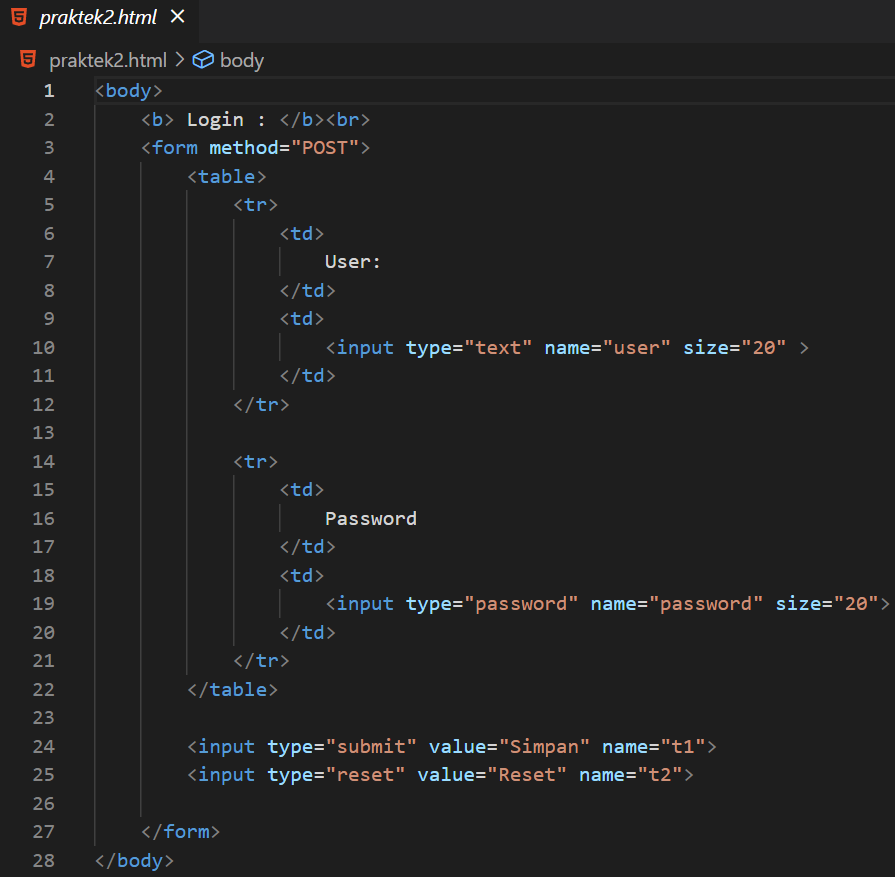 praktek2.html ×
praktek2.html > body
1 <body>
2     <b> Login : </b><br>
3     <form method="POST">
4         <table>
5             <tr>
6                 <td>
7                     User:
8                 </td>
9                 <td>
10                     <input type="text" name="user" size="20" >
11                 </td>
12             </tr>
13
14             <tr>
15                 <td>
16                     Password
17                 </td>
18                 <td>
19                     <input type="password" name="password" size="20">
20                 </td>
21             </tr>
22         </table>
23
24         <input type="submit" value="Simpan" name="t1">
25         <input type="reset" value="Reset" name="t2">
26
27     </form>
28 </body>